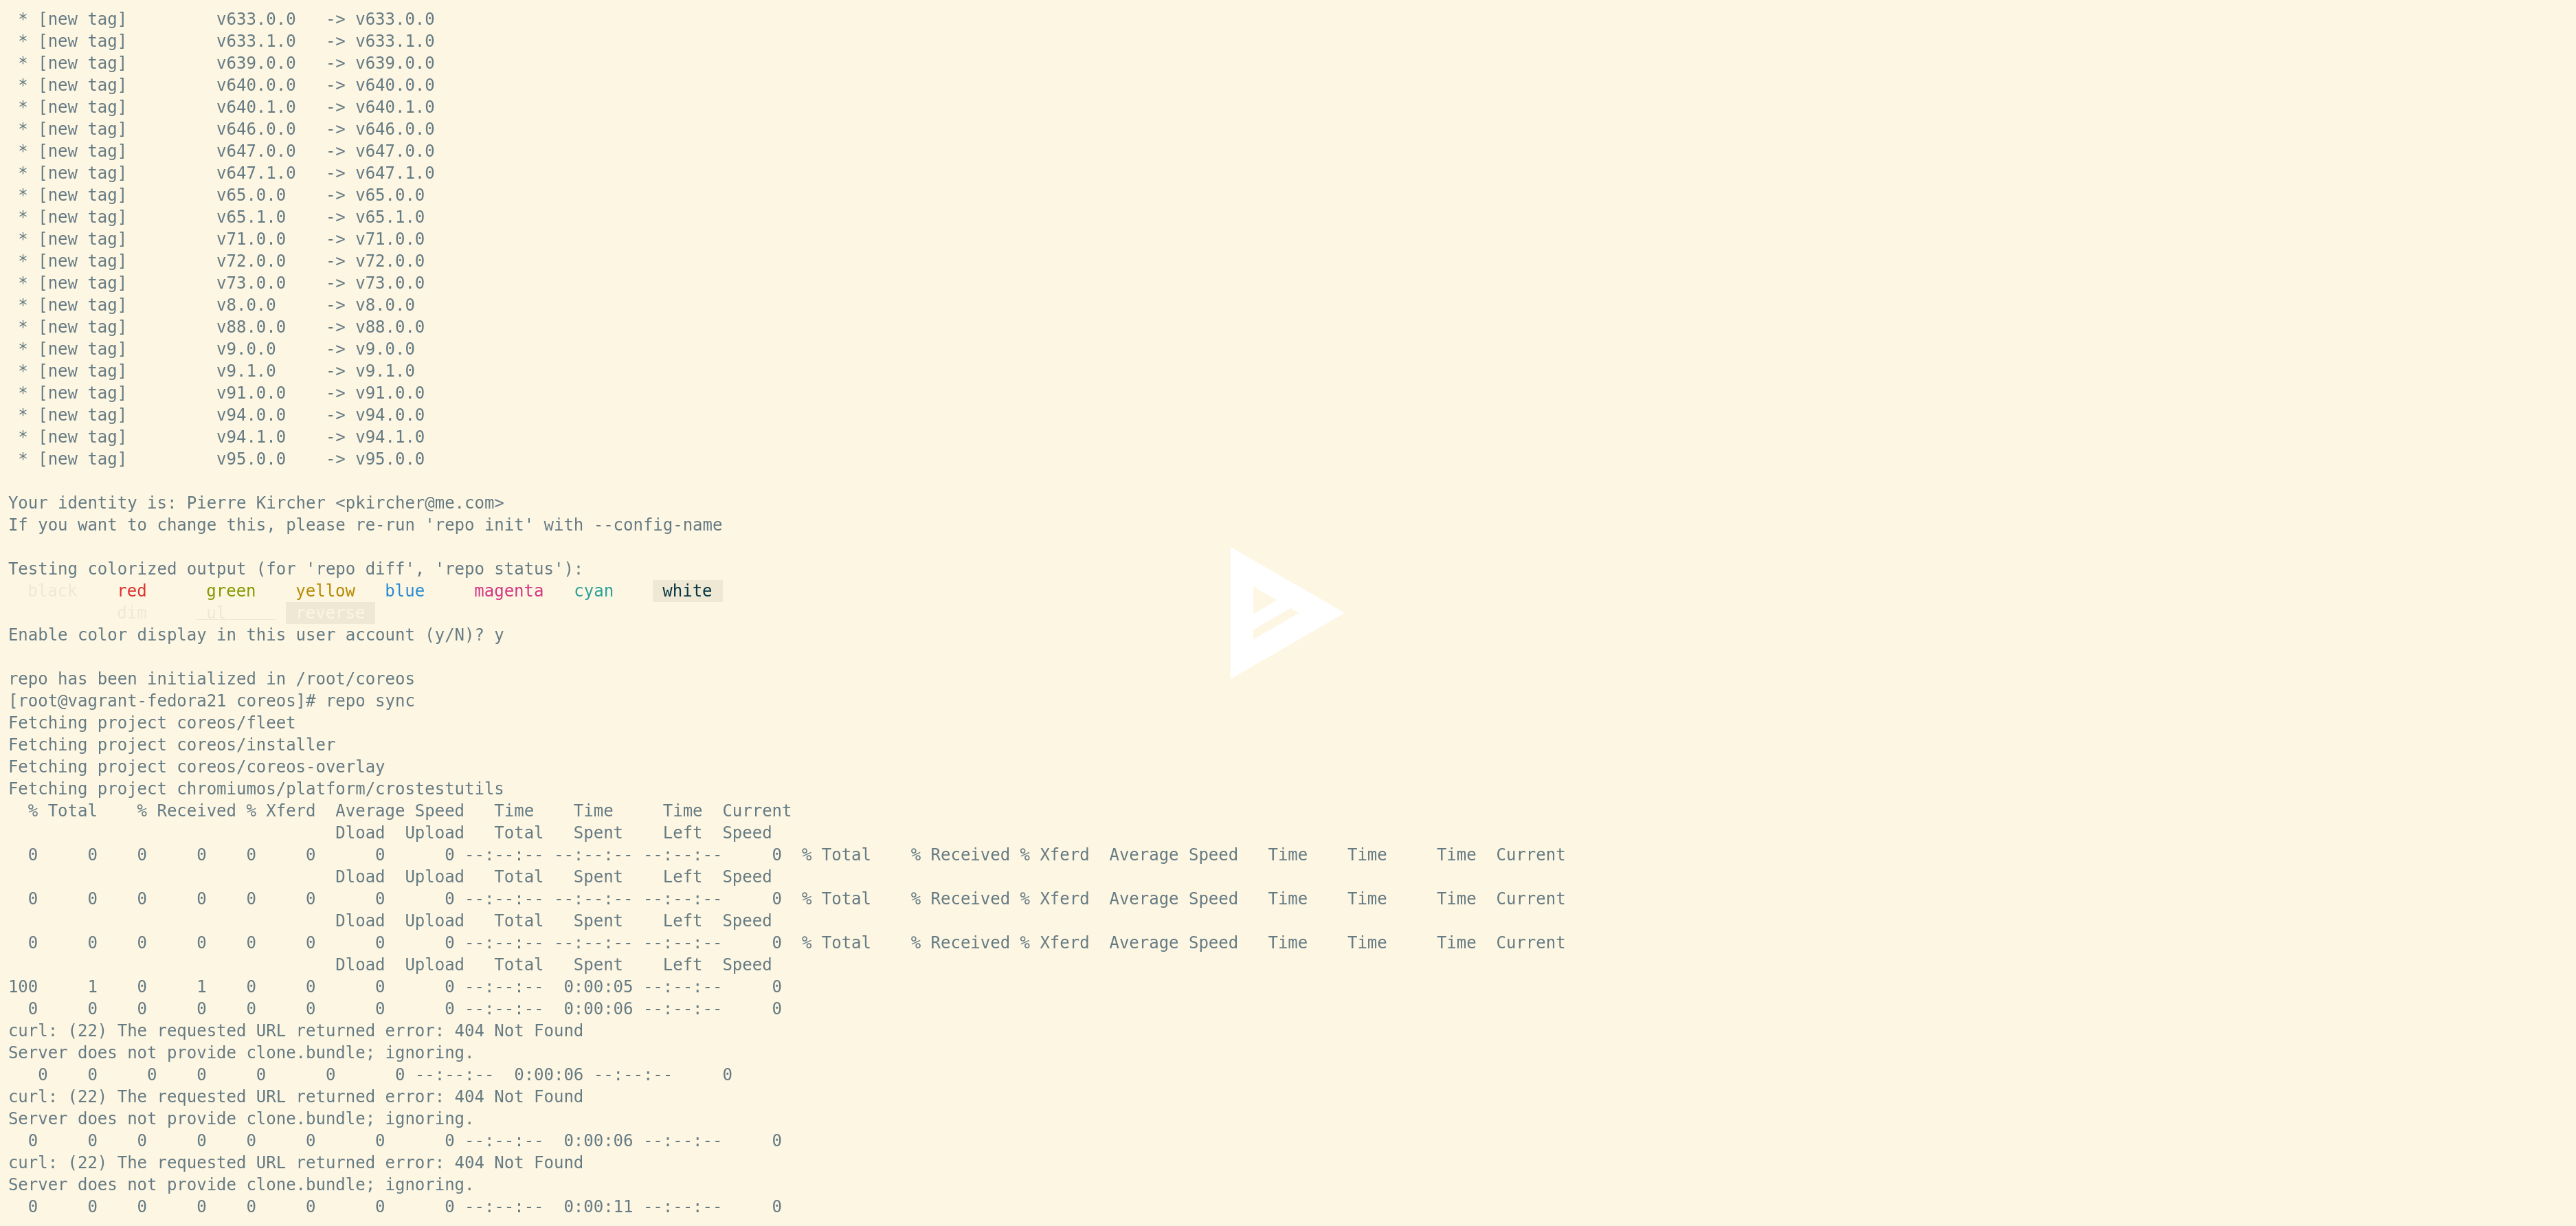 * [new tag]         v633.0.0   -> v633.0.0
 * [new tag]         v633.1.0   -> v633.1.0
 * [new tag]         v639.0.0   -> v639.0.0
 * [new tag]         v640.0.0   -> v640.0.0
 * [new tag]         v640.1.0   -> v640.1.0
 * [new tag]         v646.0.0   -> v646.0.0
 * [new tag]         v647.0.0   -> v647.0.0
 * [new tag]         v647.1.0   -> v647.1.0
 * [new tag]         v65.0.0    -> v65.0.0
 * [new tag]         v65.1.0    -> v65.1.0
 * [new tag]         v71.0.0    -> v71.0.0
 * [new tag]         v72.0.0    -> v72.0.0
 * [new tag]         v73.0.0    -> v73.0.0
 * [new tag]         v8.0.0     -> v8.0.0
 * [new tag]         v88.0.0    -> v88.0.0
 * [new tag]         v9.0.0     -> v9.0.0
 * [new tag]         v9.1.0     -> v9.1.0
 * [new tag]         v91.0.0    -> v91.0.0
 * [new tag]         v94.0.0    -> v94.0.0
 * [new tag]         v94.1.0    -> v94.1.0
 * [new tag]         v95.0.0    -> v95.0.0

Your identity is: Pierre Kircher <pkircher@me.com>
If you want to change this, please re-run 'repo init' with --config-name

Testing colorized output (for 'repo diff', 'repo status'):
  black    red      green    yellow   blue     magenta   cyan     white
           dim      ul       reverse
Enable color display in this user account (y/N)? y

repo has been initialized in /root/coreos
[root@vagrant-fedora21 coreos]# repo sync
Fetching project coreos/fleet
Fetching project coreos/installer
Fetching project coreos/coreos-overlay
Fetching project chromiumos/platform/crostestutils
  % Total    % Received % Xferd  Average Speed   Time    Time     Time  Current
                                 Dload  Upload   Total   Spent    Left  Speed
  0     0    0     0    0     0      0      0 --:--:-- --:--:-- --:--:--     0  % Total    % Received % Xferd  Average Speed   Time    Time     Time  Current
                                 Dload  Upload   Total   Spent    Left  Speed
  0     0    0     0    0     0      0      0 --:--:-- --:--:-- --:--:--     0  % Total    % Received % Xferd  Average Speed   Time    Time     Time  Current
                                 Dload  Upload   Total   Spent    Left  Speed
  0     0    0     0    0     0      0      0 --:--:-- --:--:-- --:--:--     0  % Total    % Received % Xferd  Average Speed   Time    Time     Time  Current
                                 Dload  Upload   Total   Spent    Left  Speed
100     1    0     1    0     0      0      0 --:--:--  0:00:05 --:--:--     0
  0     0    0     0    0     0      0      0 --:--:--  0:00:06 --:--:--     0
curl: (22) The requested URL returned error: 404 Not Found
Server does not provide clone.bundle; ignoring.
   0    0     0    0     0      0      0 --:--:--  0:00:06 --:--:--     0
curl: (22) The requested URL returned error: 404 Not Found
Server does not provide clone.bundle; ignoring.
  0     0    0     0    0     0      0      0 --:--:--  0:00:06 --:--:--     0
curl: (22) The requested URL returned error: 404 Not Found
Server does not provide clone.bundle; ignoring.
  0     0    0     0    0     0      0      0 --:--:--  0:00:11 --:--:--     0